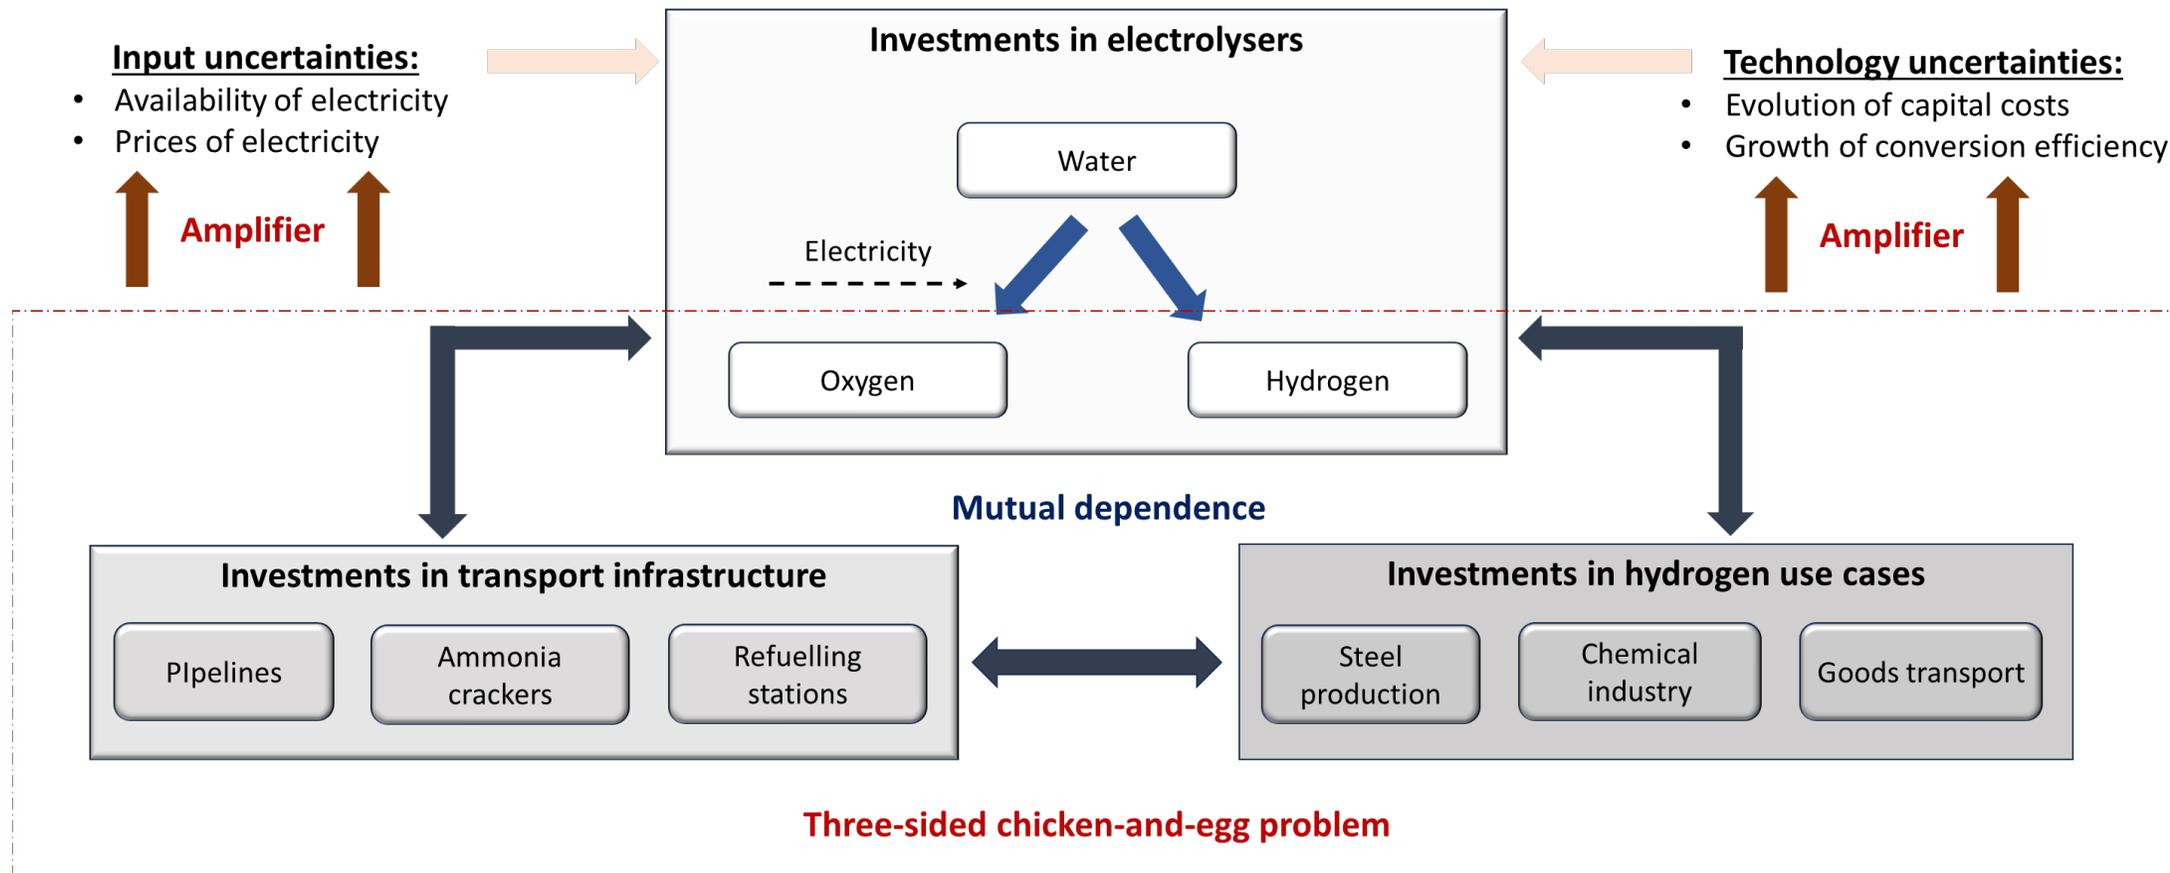 Investments in electrolysers
Input uncertainties:
• Availability of electricity
• Prices of electricity
Amplifier
Technology uncertainties:
• Evolution of capital costs
• Growth of conversion efficiency
Amplifier
Water
Electricity
Oxygen
Hydrogen
Mutual dependence
Investments in transport infrastructure
PIpelines
Ammonia
crackers
Refuelling
stations
Investments in hydrogen use cases
Steel
production
Chemical
industry
Goods transport
Three-sided chicken-and-egg problem